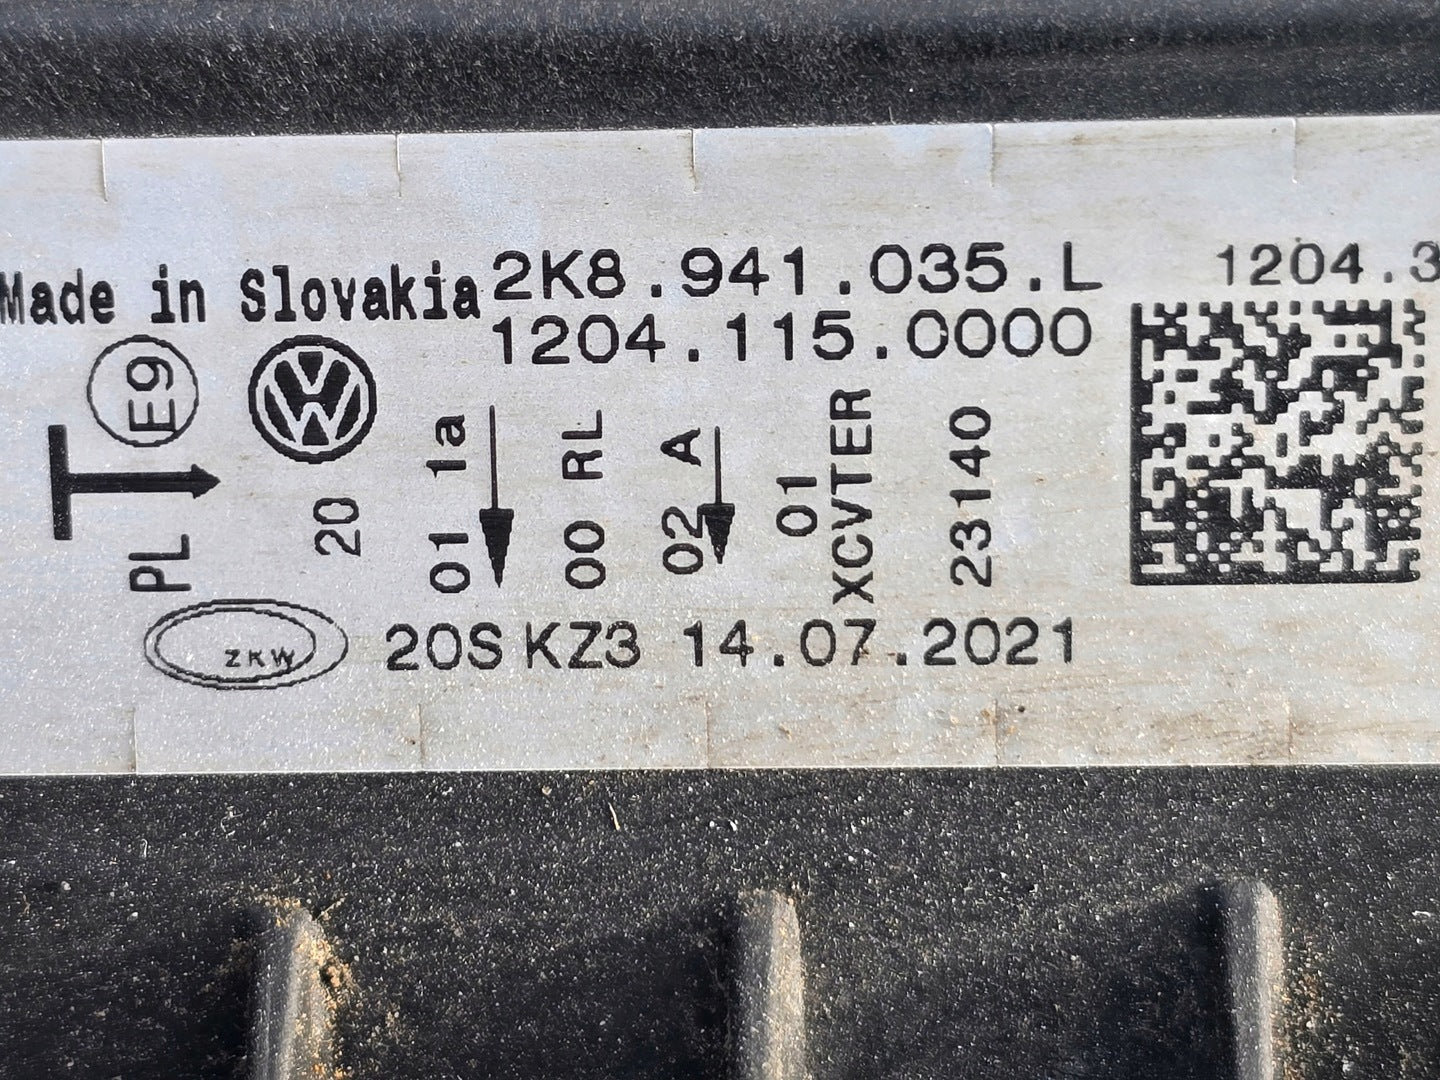 Made in Slovakia 2K8.941.035.L
1204.3
1204.115.0000
E9
PL
20
01 1a
00 RL
02 A
01
XCVTER
23140
ZKW
20S KZ3 14.07.2021